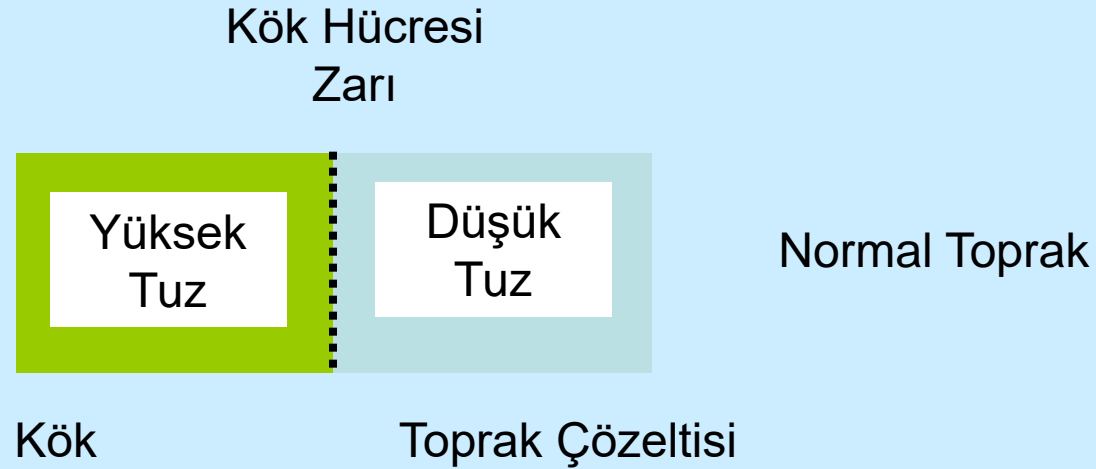 Kök Hücresi
Zarı
Yüksek
Tuz
Düşük
Tuz
Normal Toprak
Kök
Toprak Çözeltisi